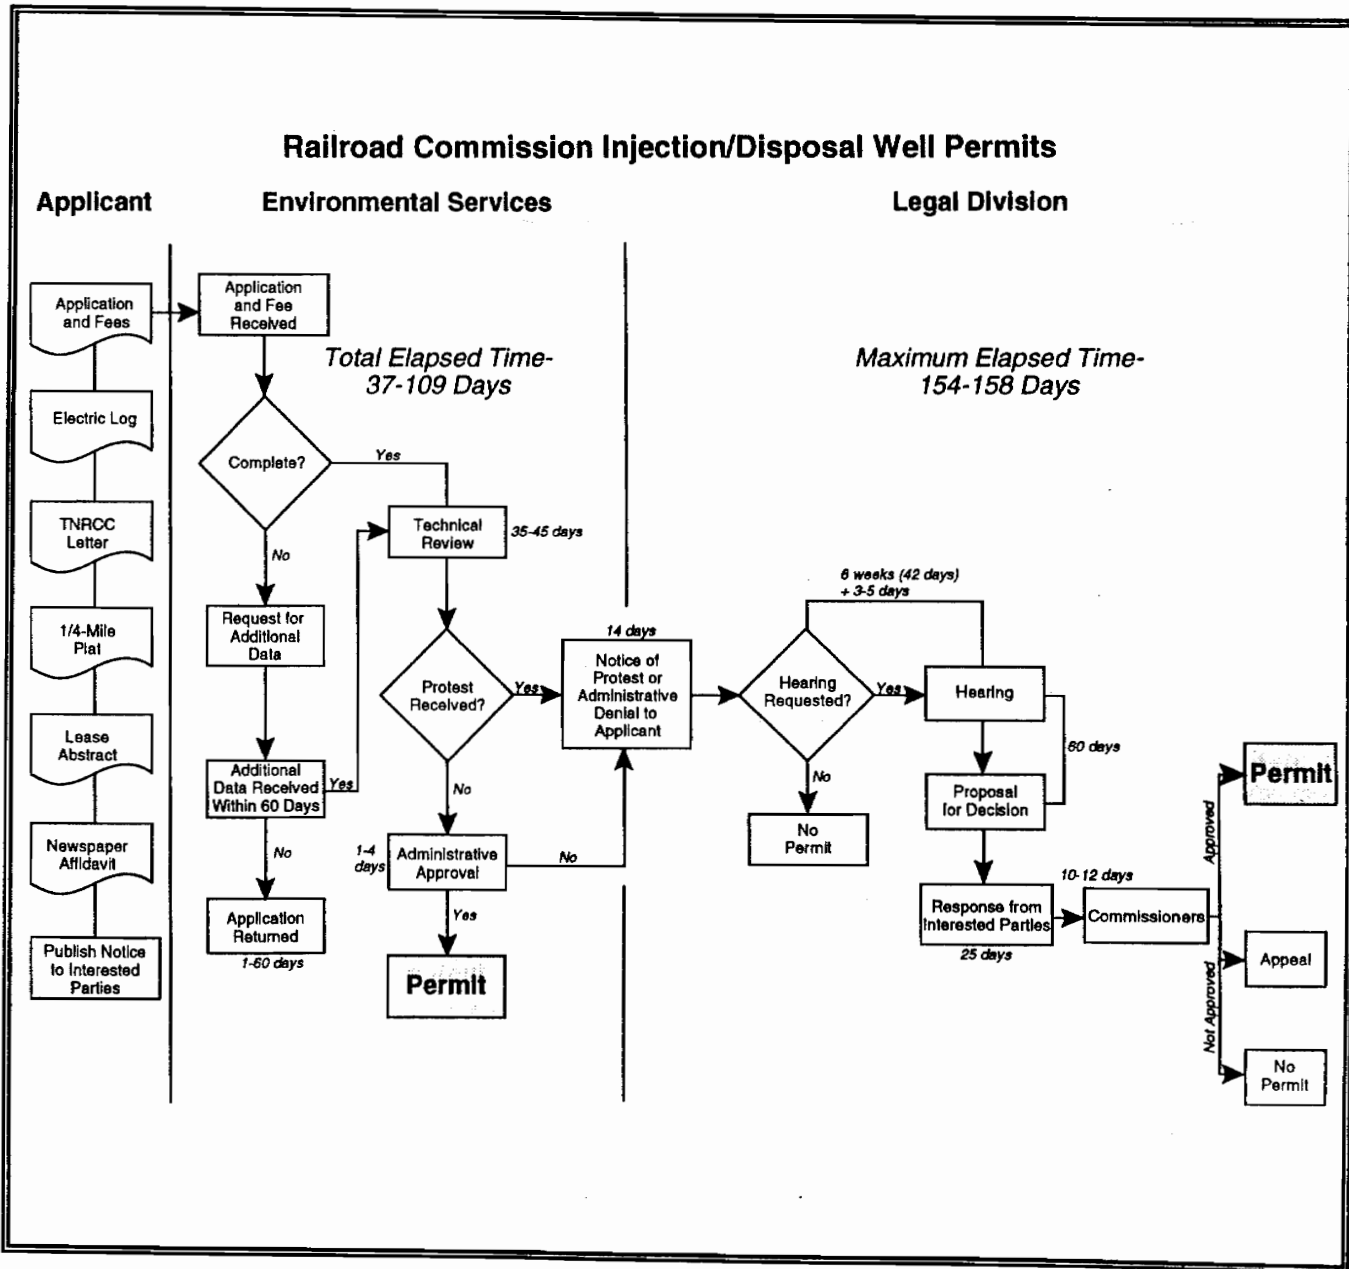 Railroad Commission Injection/Disposal Well Permits
Applicant
Environmental Services
Legal Division
Application
and Fees
Electric Log
TNRCC
Letter
1/4-Mile
Plat
Lease
Abstract
Newspaper
Affidavit
Publish Notice
to Interested
Parties
Application
and Fee
Received
Total Elapsed Time-
37-109 Days
Complete?
Yes
No
Technical
Review
35-45 days
Request for
Additional
Data
Additional
Data Received
Within 60 Days
Yes
No
Application
Returned
1-60 days
Protest
Received?
Yes
No
1-4
days
Administrative
Approval
No
Yes
Permit
14 days
Notice of
Protest or
Administrative
Denial to
Applicant
Maximum Elapsed Time-
154-158 Days
6 weeks (42 days)
+ 3-5 days
Hearing
Requested?
Yes
No
No
Permit
Hearing
60 days
Proposal
for Decision
Response from
Interested Parties
25 days
10-12 days
Commissioners
Approved
Not Approved
Permit
Appeal
No
Permit